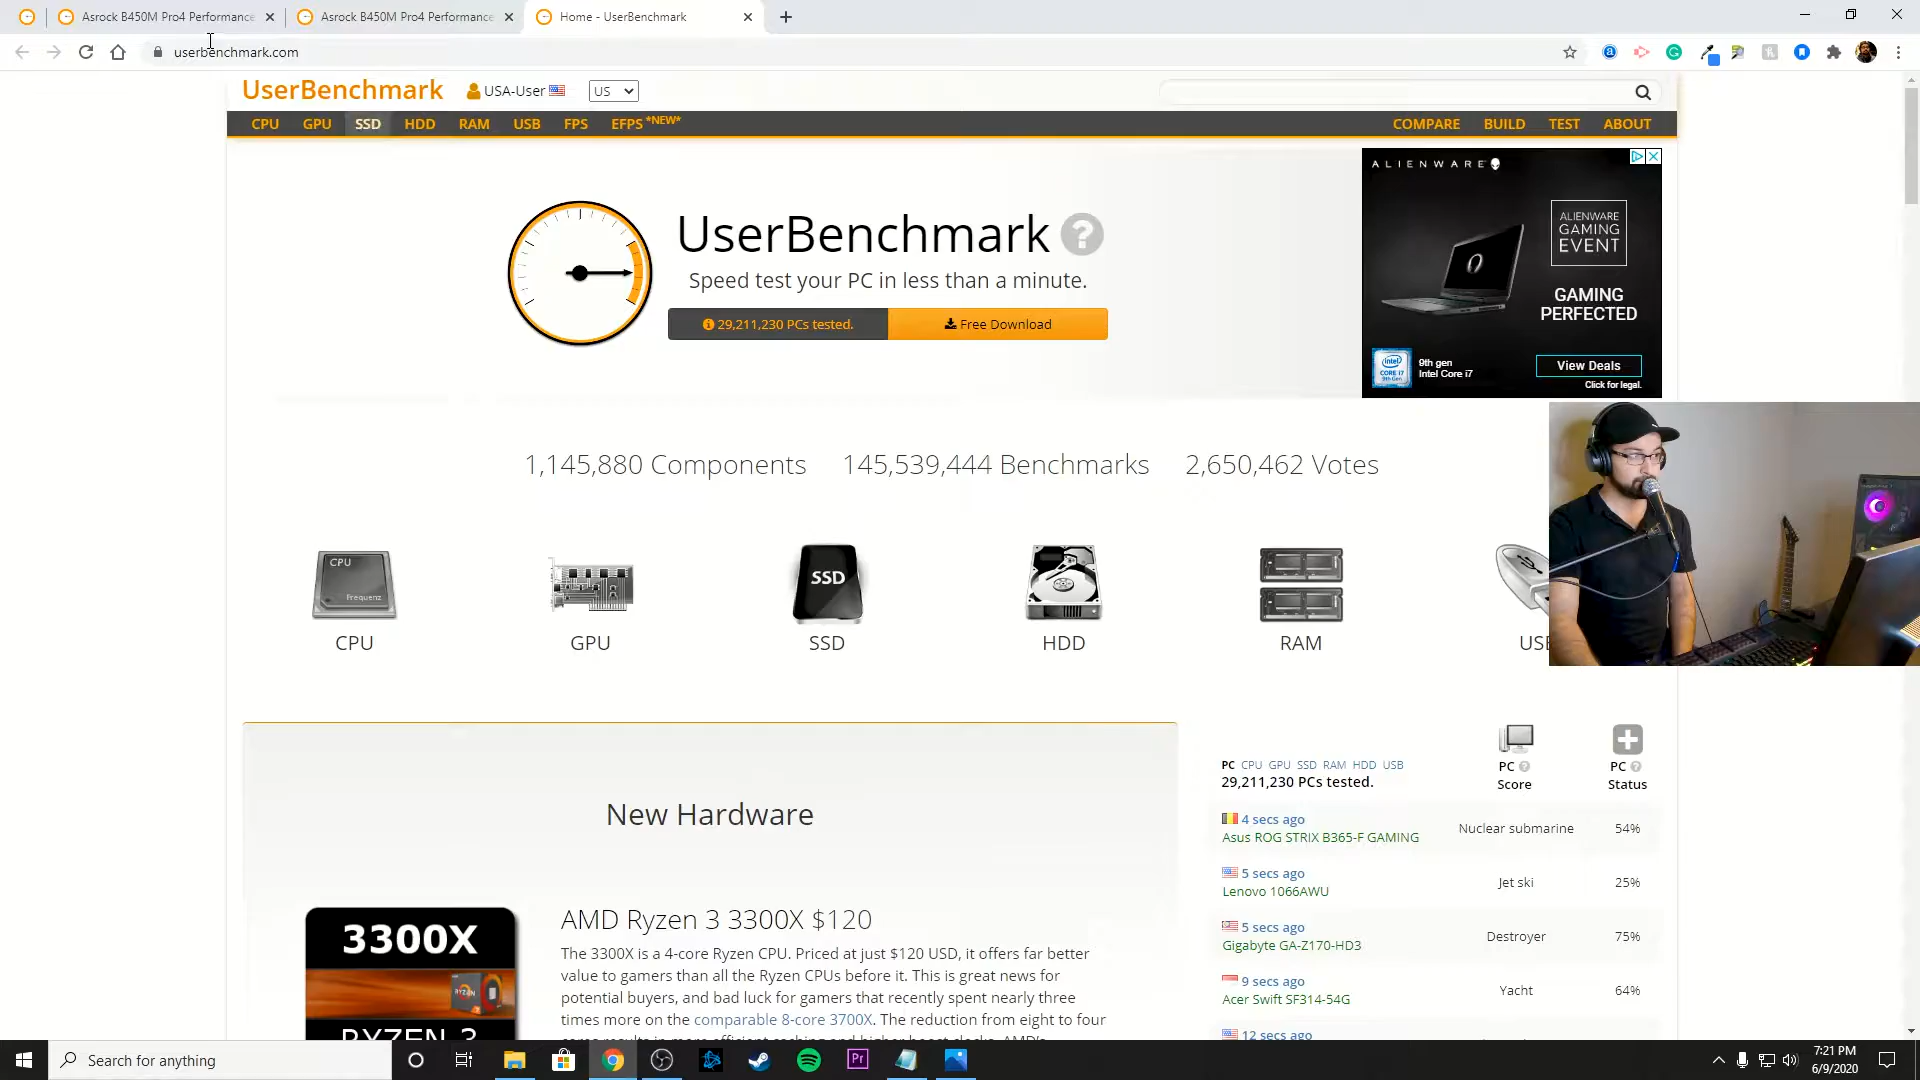 Asrock B450M Pro4 Performance
Asrock B450M Pro4 Performance
Home - UserBenchmark
userbenchmark.com
UserBenchmark
USA-User
US
CPU GPU SSD HDD RAM USB FPS EFPS *NEW*
COMPARE BUILD TEST ABOUT
UserBenchmark
Speed test your PC in less than a minute.
29,211,230 PCs tested.
Free Download
ALIENWARE
ALIENWARE
GAMING
EVENT
GAMING
PERFECTED
intel
CORE i7
9th Gen
9th gen
Intel Core i7
View Deals
Click for legal.
1,145,880 Components 145,539,444 Benchmarks 2,650,462 Votes
CPU
Frequenz
SSD
CPU GPU SSD HDD RAM
New Hardware
3300X
RYZEN
RYZEN 3
AMD Ryzen 3 3300X $120
The 3300X is a 4-core Ryzen CPU. Priced at just $120 USD, it offers far better
value to gamers than all the Ryzen CPUs before it. This is great news for
potential buyers, and bad luck for gamers that recently spent nearly three
times more on the comparable 8-core 3700X. The reduction from eight to four
PC CPU GPU SSD RAM HDD USB
29,211,230 PCs tested.
PC
Score
PC
Status
4 secs ago
Asus ROG STRIX B365-F GAMING
Nuclear submarine
54%
5 secs ago
Lenovo 1066AWU
Jet ski
25%
5 secs ago
Gigabyte GA-Z170-HD3
Destroyer
75%
9 secs ago
Acer Swift SF314-54G
Yacht
64%
12 secs ago
Search for anything
Pr
7:21 PM
6/9/2020